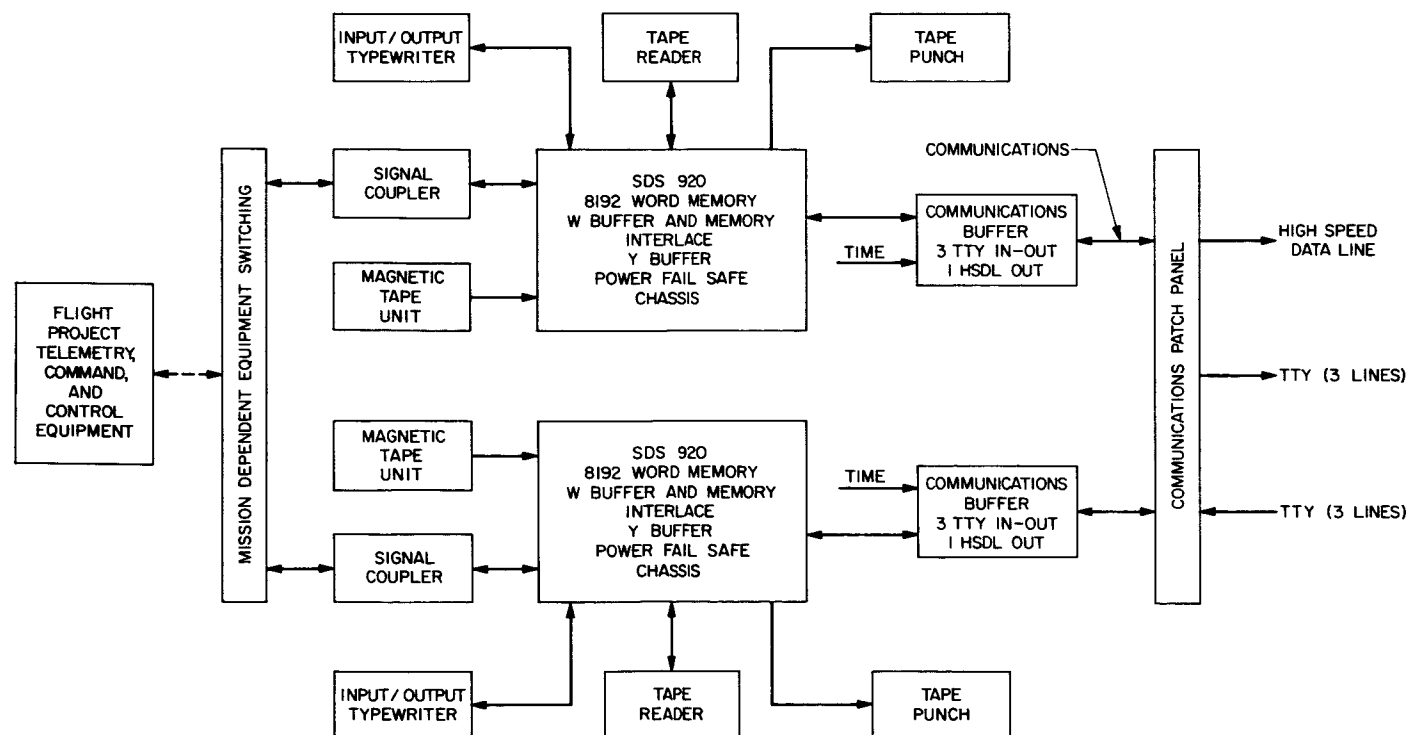 INPUT/OUTPUT
TYPEWRITER
TAPE
READER
TAPE
PUNCH
COMMUNICATIONS
SIGNAL
COUPLER
SDS 920
8192 WORD MEMORY
W BUFFER AND MEMORY
INTERLACE
Y BUFFER
POWER FAIL SAFE
CHASSIS
COMMUNICATIONS
BUFFER
3 TTY IN-OUT
1 HSDL OUT
TIME
MAGNETIC
TAPE
UNIT
HIGH SPEED
DATA LINE
MISSION DEPENDENT EQUIPMENT SWITCHING
COMMUNICATIONS PATCH PANEL
FLIGHT
PROJECT
TELEMETRY,
COMMAND,
AND
CONTROL
EQUIPMENT
TTY (3 LINES)
MAGNETIC
TAPE
UNIT
SDS 920
8192 WORD MEMORY
W BUFFER AND MEMORY
INTERLACE
Y BUFFER
POWER FAIL SAFE
CHASSIS
TIME
COMMUNICATIONS
BUFFER
3 TTY IN-OUT
1 HSDL OUT
TTY (3 LINES)
SIGNAL
COUPLER
INPUT/OUTPUT
TYPEWRITER
TAPE
READER
TAPE
PUNCH